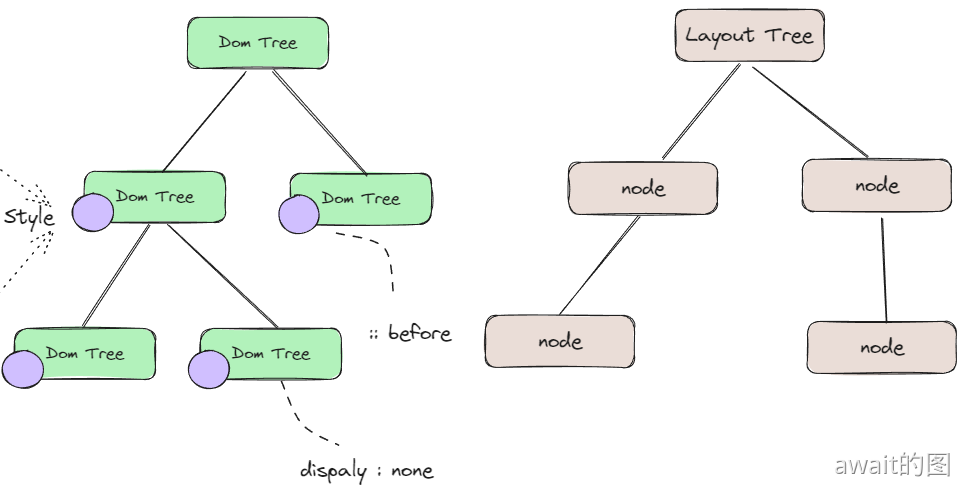 Dom Tree
Layout Tree
Dom Tree
Dom Tree
node
node
Style
:: before
Dom Tree
Dom Tree
node
node
dispaly : none
await的图